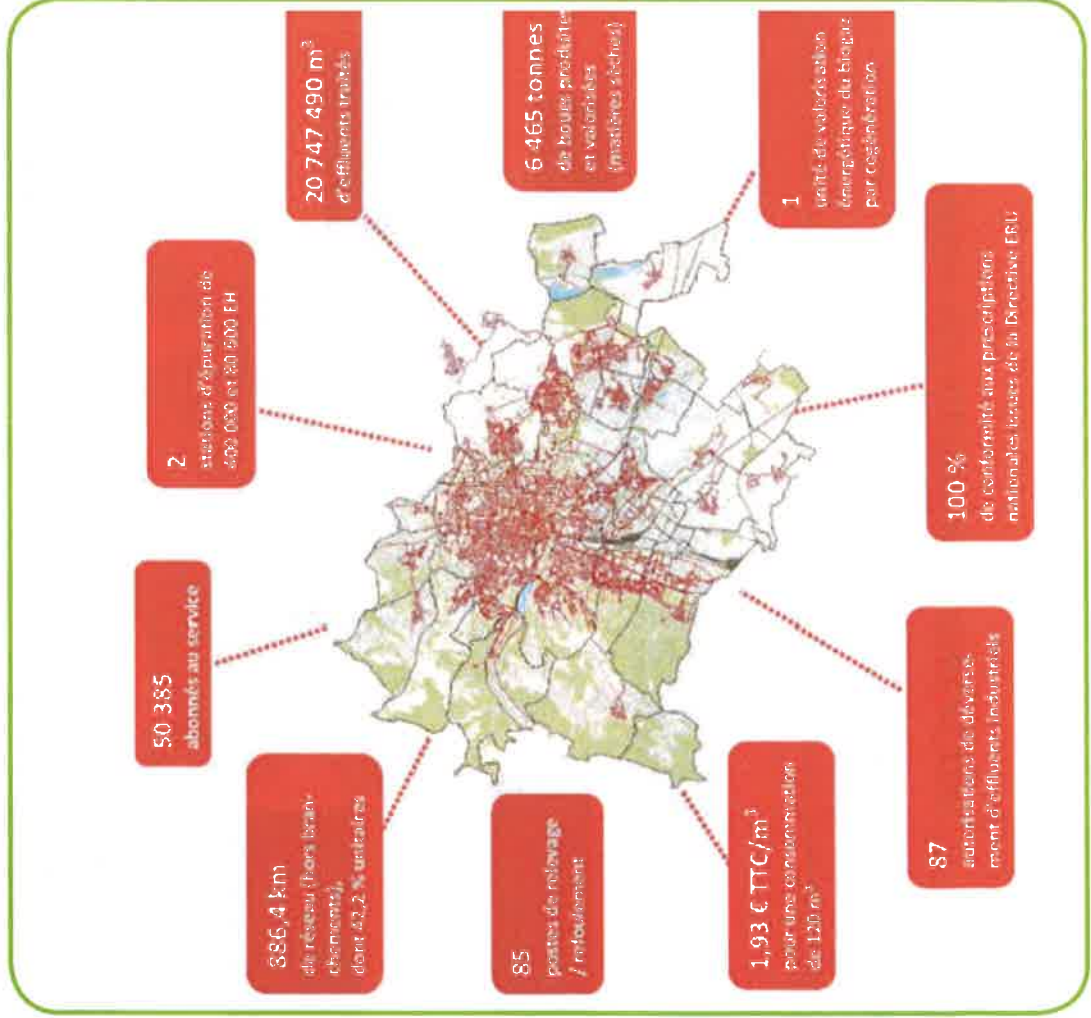 886,4 km
de réseau (hors bran-
chements),
dont 42,2 % unitaires
50 385
abonnés au service
2
stations d'épuration de
et EH
20 747 490 m³
d'effluents traités
85
postes de relevage
/ refoulement
6 465 tonnes
de boues produites
et valorisées
(matières sèches)
1,93 € TTC/m³
pour une consommation
de 120 m³
1
unité de valorisation
énergétique du biogaz
par cogénération
87
autorisations de déverse-
ment d'effluents industriels
100 %
de conformité aux prescriptions
nationales issues de la Directive ERU